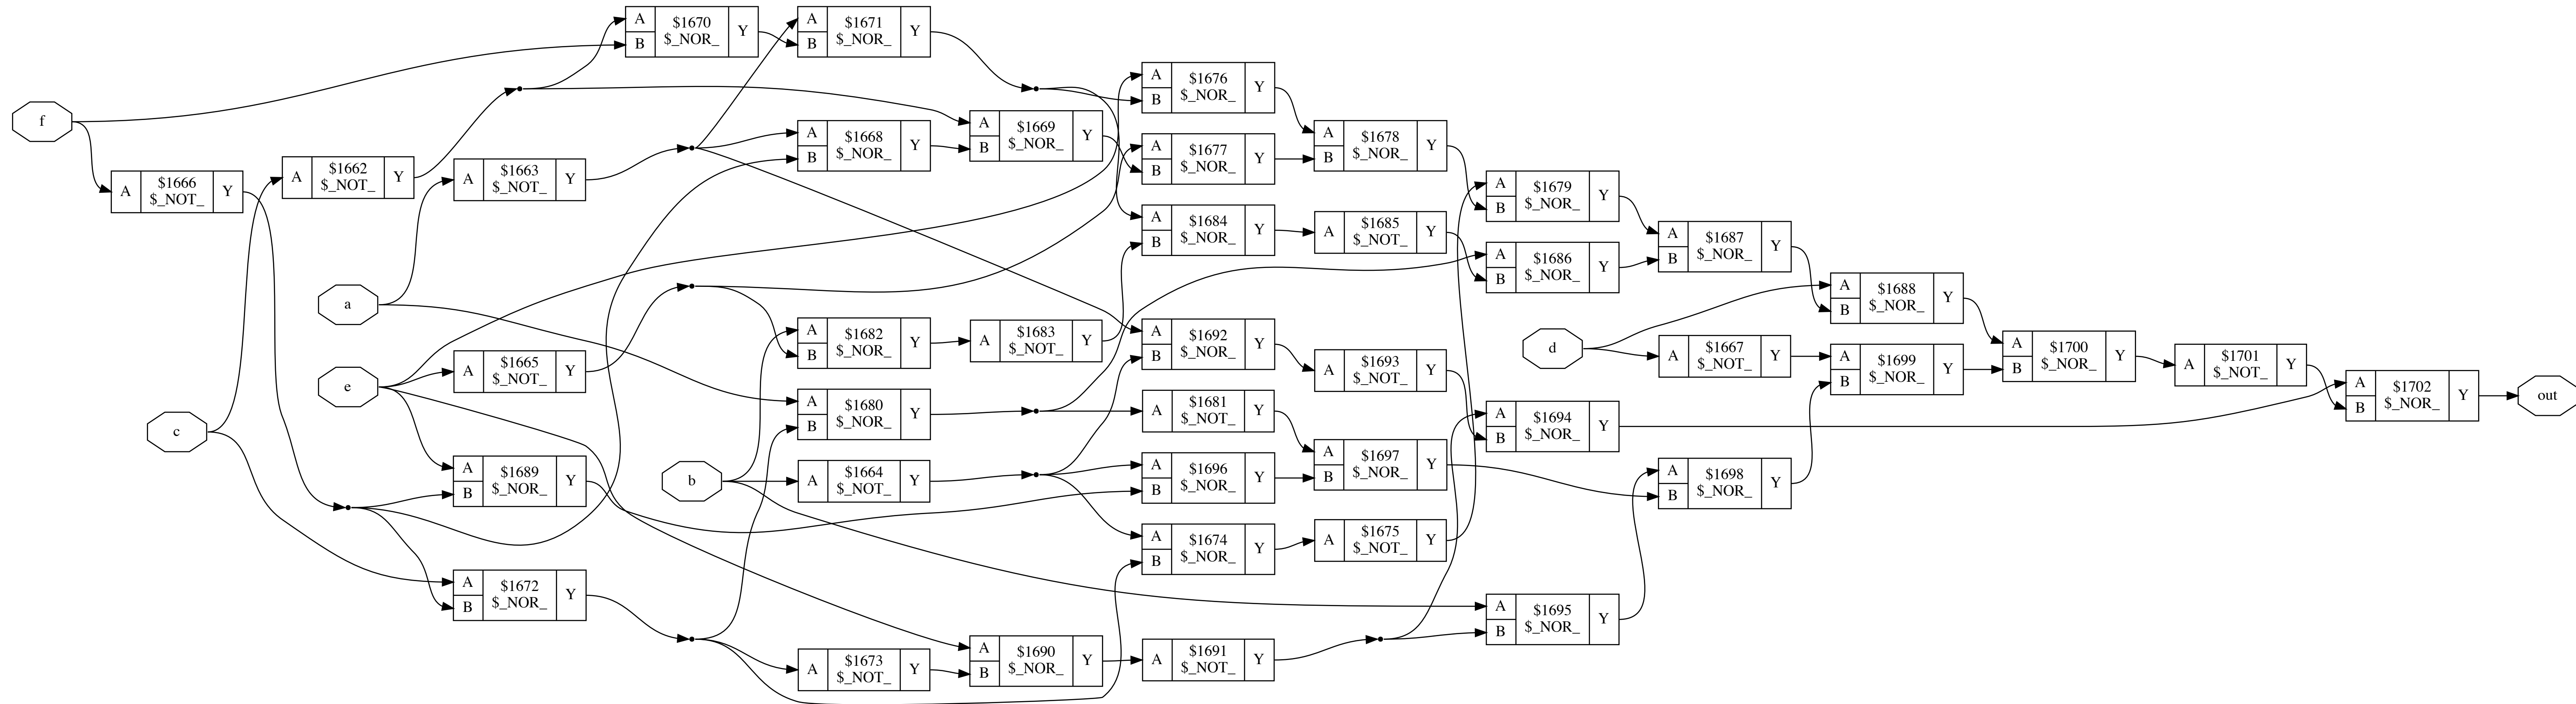 A
B
$1670
$_NOR_
Y
A
B
$1671
$_NOR_
Y
A
B
$1676
$_NOR_
Y
f
A
B
$1669
$_NOR_
Y
A
B
$1668
$_NOR_
Y
A
B
$1677
$_NOR_
Y
A
B
$1678
$_NOR_
Y
A
$1666
$_NOT_
Y
A
$1662
$_NOT_
Y
A
$1663
$_NOT_
Y
A
B
$1679
$_NOR_
Y
A
B
$1684
$_NOR_
Y
A
$1685
$_NOT_
Y
A
B
$1686
$_NOR_
Y
A
B
$1687
$_NOR_
Y
a
A
B
$1688
$_NOR_
Y
A
B
$1682
$_NOR_
Y
A
$1683
$_NOT_
Y
A
B
$1692
$_NOR_
Y
d
A
$1667
$_NOT_
Y
A
B
$1699
$_NOR_
Y
A
B
$1700
$_NOR_
Y
A
$1701
$_NOT_
Y
e
A
$1665
$_NOT_
Y
A
$1693
$_NOT_
Y
A
B
$1702
$_NOR_
Y
out
A
B
$1680
$_NOR_
Y
A
$1681
$_NOT_
Y
A
B
$1694
$_NOR_
Y
c
A
B
$1689
$_NOR_
Y
b
A
$1664
$_NOT_
Y
A
B
$1696
$_NOR_
Y
A
B
$1697
$_NOR_
Y
A
B
$1698
$_NOR_
Y
A
B
$1674
$_NOR_
Y
A
$1675
$_NOT_
Y
A
B
$1672
$_NOR_
Y
A
B
$1695
$_NOR_
Y
A
$1673
$_NOT_
Y
A
B
$1690
$_NOR_
Y
A
$1691
$_NOT_
Y